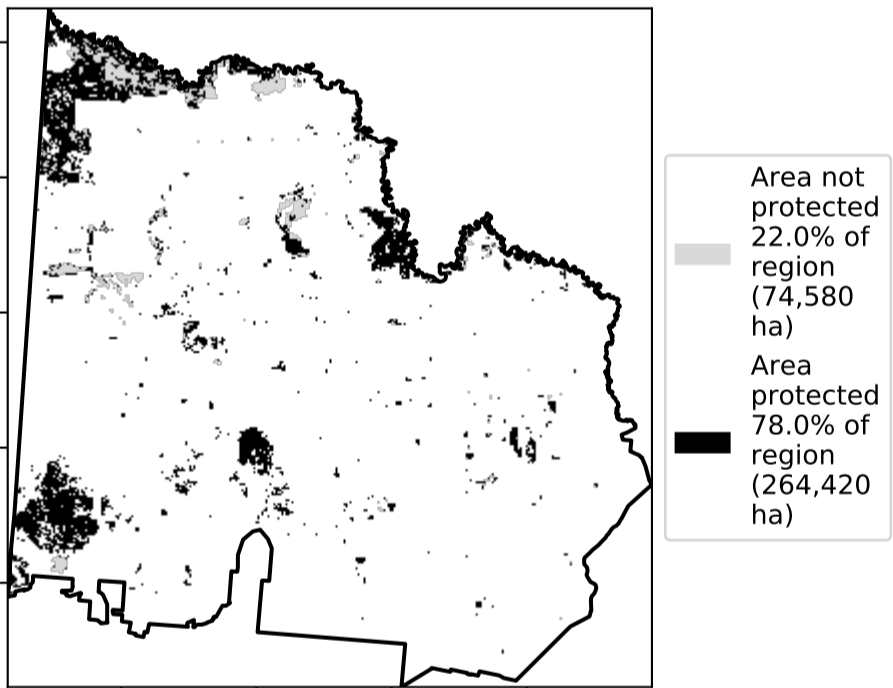 Area not
protected
22.0% of
region
(74,580
ha)
Area
protected
78.0% of
region
(264,420
ha)